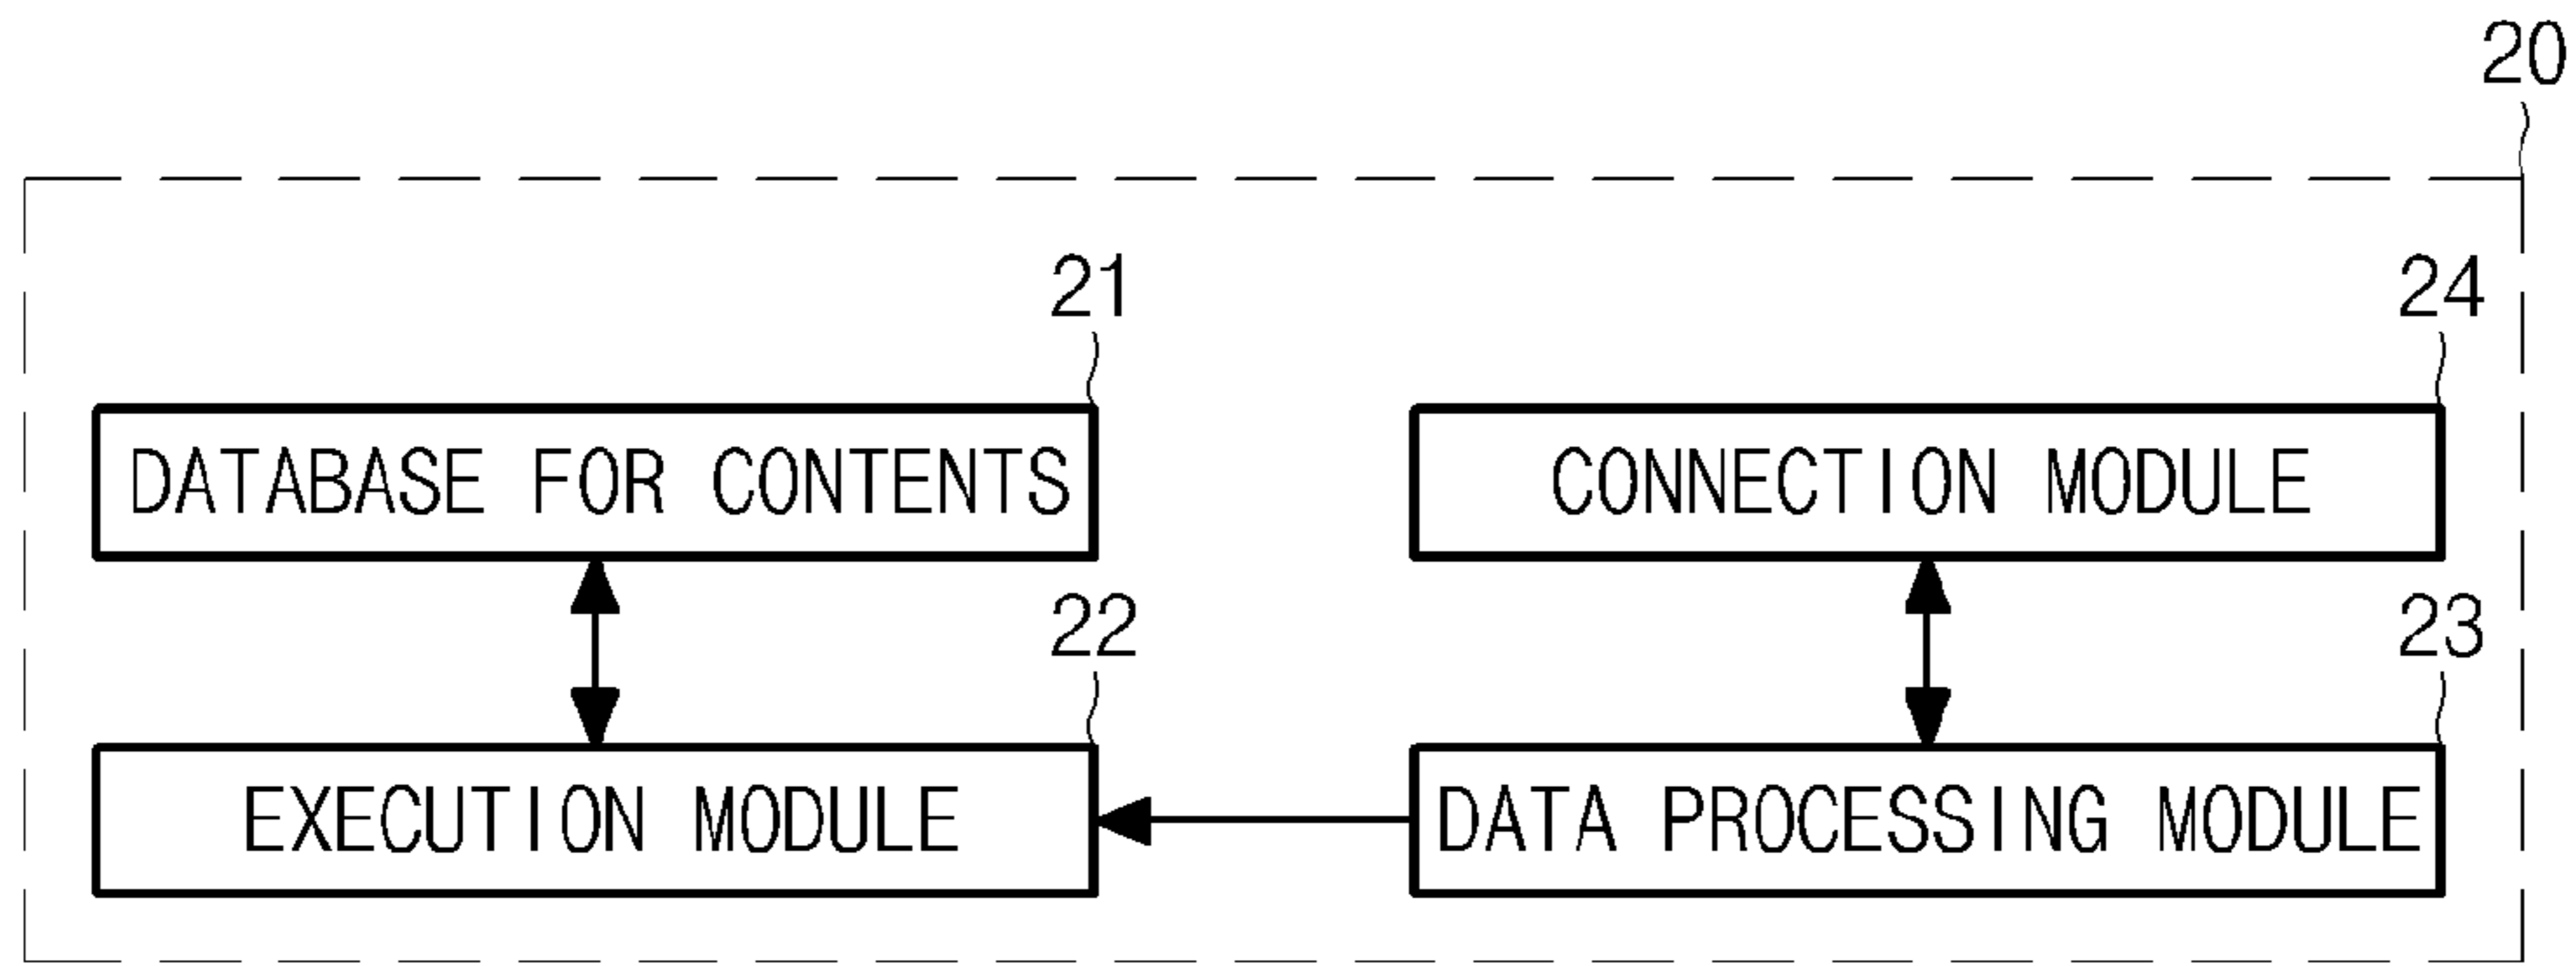 20
21
24
DATABASE FOR CONTENTS
CONNECTION MODULE
22
23
EXECUTION MODULE
DATA PROCESSING MODULE